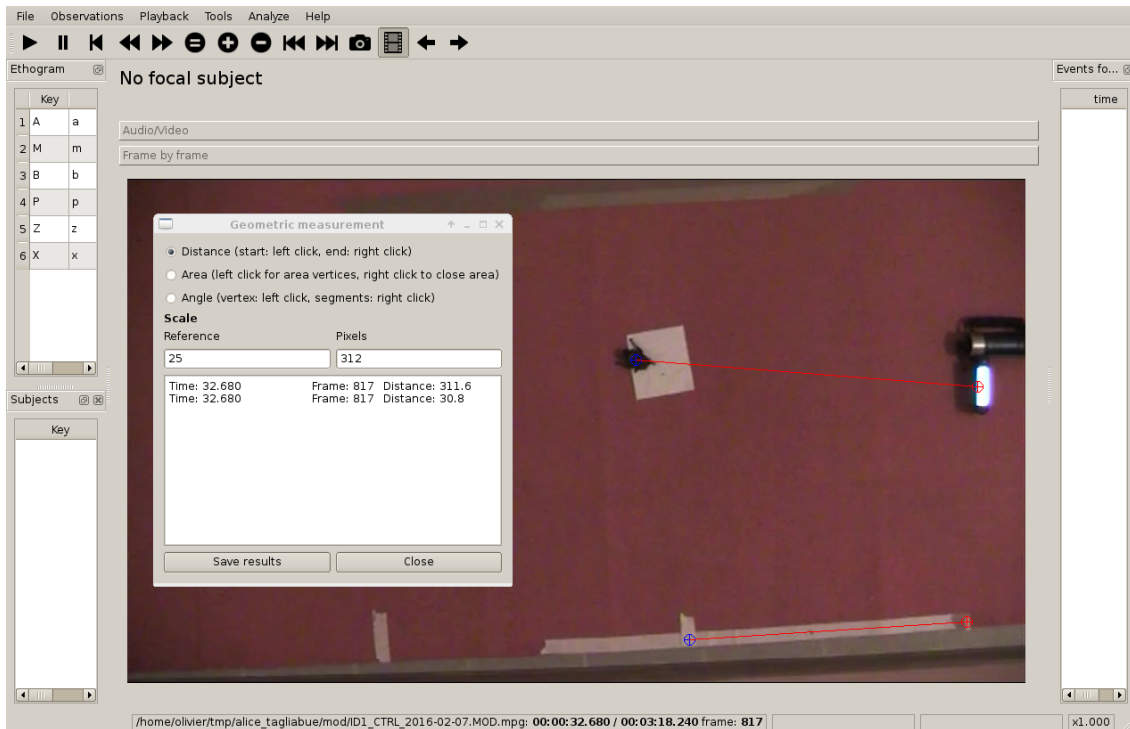 File Observations Playback Tools Analyze Help
Ethogram
No focal subject
Events fo...
Key
time
1 A a
2 M m
3 B b
4 P p
5 Z z
6 X x
Audio/Video
Frame by frame
Geometric measurement
Distance (start: left click, end: right click)
Area (left click for area vertices, right click to close area)
Angle (vertex: left click, segments: right click)
Scale
Reference Pixels
25 312
Time: 32.680 Frame: 817 Distance: 311.6
Time: 32.680 Frame: 817 Distance: 30.8
Save results Close
Subjects
Key
/home/olivier/tmp/alice_tagliabue/mod/ID1_CTRL_2016-02-07.MOD.mpg: 00:00:32.680 / 00:03:18.240 frame: 817
x1.000